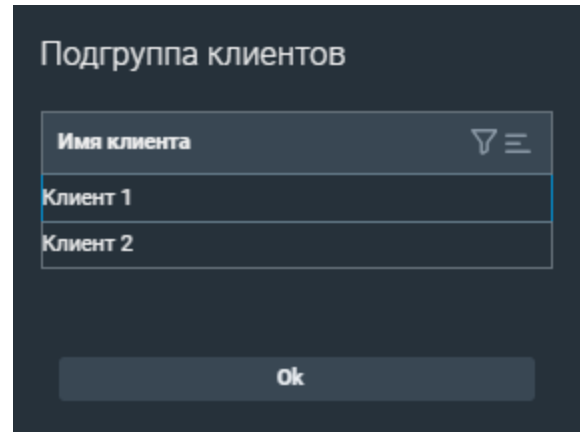 Подгруппа клиентов
Имя клиента
Клиент 1
Клиент 2
Ok